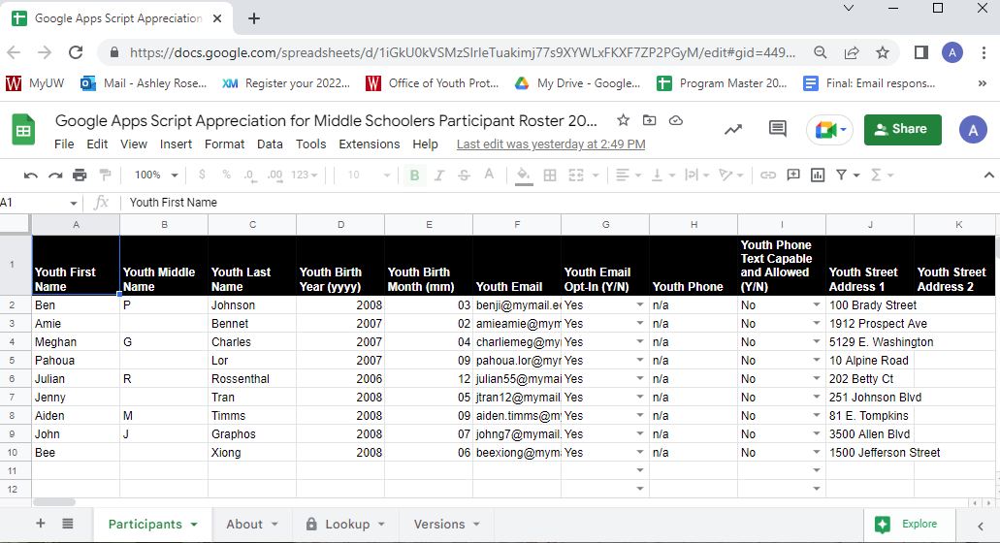 Google Apps Script Appreciation
https://docs.google.com/spreadsheets/d/1iGkU0kVSMzSlrIeTuakimj77s9XYWLxFKXF7ZP2PGyM/edit#gid=449...
A
MyUW Mail - Ashley Rose... XM Register your 2022... Office of Youth Prot... My Drive - Google... Program Master 20... Final: Email respons... »
Google Apps Script Appreciation for Middle Schoolers Participant Roster 20...
Share
A
File Edit View Insert Format Data Tools Extensions Help Last edit was yesterday at 2:49 PM
100% $ % .0 .00 123 10 B I S A
A1 fx Youth First Name
A B C D E F G H I J K
1 Youth First Name Youth Middle Name Youth Last Name Youth Birth Year (yyyy) Youth Birth Month (mm) Youth Email Youth Email Opt-In (Y/N) Youth Phone Youth Phone Text Capable and Allowed (Y/N) Youth Street Address 1 Youth Street Address 2
2 Ben P Johnson 2008 03 benji@mymail.e Yes n/a No 100 Brady Street
3 Amie Bennet 2007 02 amieamie@mym Yes n/a No 1912 Prospect Ave
4 Meghan G Charles 2007 04 charliemeg@my Yes n/a No 5129 E. Washington
5 Pahoua Lor 2007 09 pahoua.lor@myr Yes n/a No 10 Alpine Road
6 Julian R Rossenthal 2006 12 julian55@mymai Yes n/a No 202 Betty Ct
7 Jenny Tran 2008 05 jtran12@mymail Yes n/a No 251 Johnson Blvd
8 Aiden M Timms 2008 09 aiden.timms@m Yes n/a No 81 E. Tompkins
9 John J Graphos 2008 07 johng7@mymail. Yes n/a No 3500 Allen Blvd
10 Bee Xiong 2008 06 beexiong@mym Yes n/a No 1500 Jefferson Street
11
12
Participants About Lookup Versions Explore